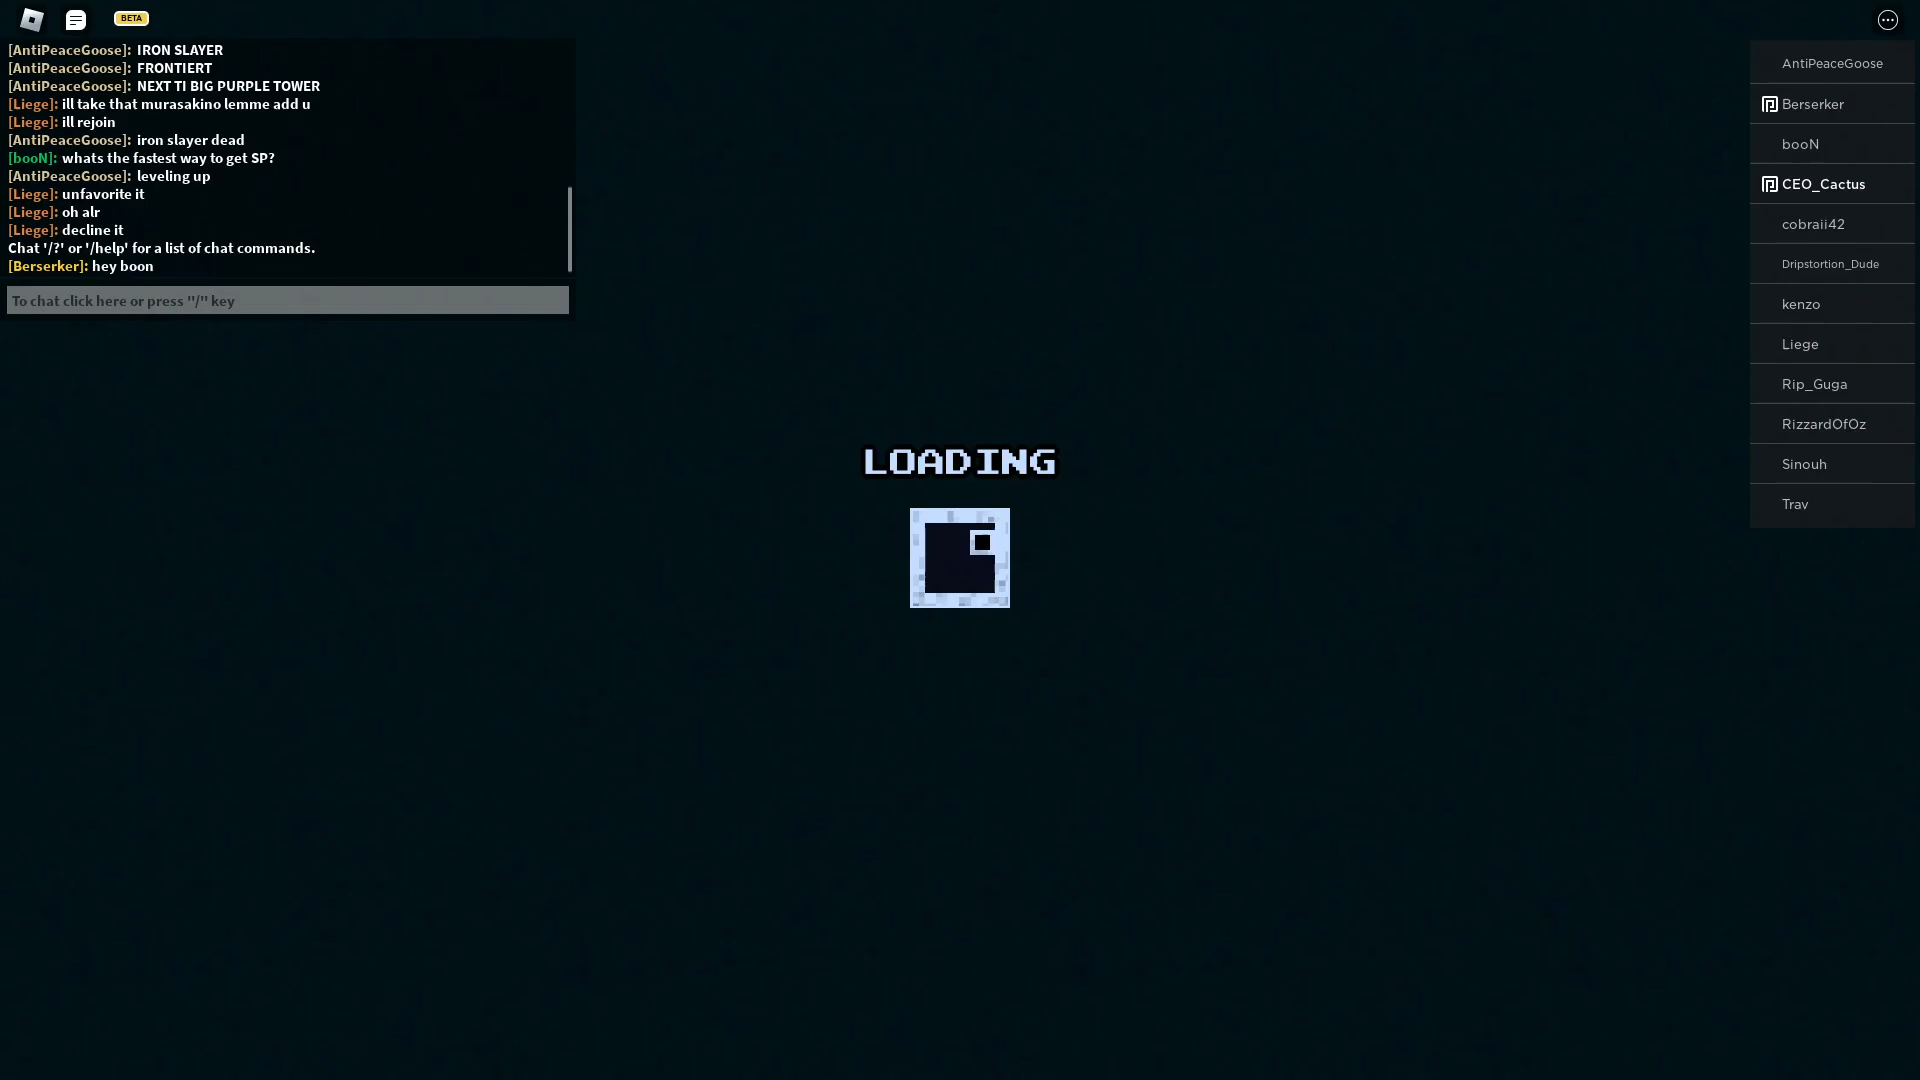 BETA
[AntiPeaceGoose]: IRON SLAYER
[AntiPeaceGoose]: FRONTIERT
[AntiPeaceGoose]: NEXT TI BIG PURPLE TOWER
[Liege]: ill take that murasakino lemme add u
[Liege]: ill rejoin
[AntiPeaceGoose]: iron slayer dead
[booN]: whats the fastest way to get SP?
[AntiPeaceGoose]: leveling up
[Liege]: unfavorite it
[Liege]: oh alr
[Liege]: decline it
Chat '/?' or '/help' for a list of chat commands.
[Berserker]: hey boon
To chat click here or press "/" key
LOADING
AntiPeaceGoose
Berserker
booN
CEO_Cactus
cobraii42
Dripstortion_Dude
kenzo
Liege
Rip_Guga
RizzardOfOz
Sinouh
Trav